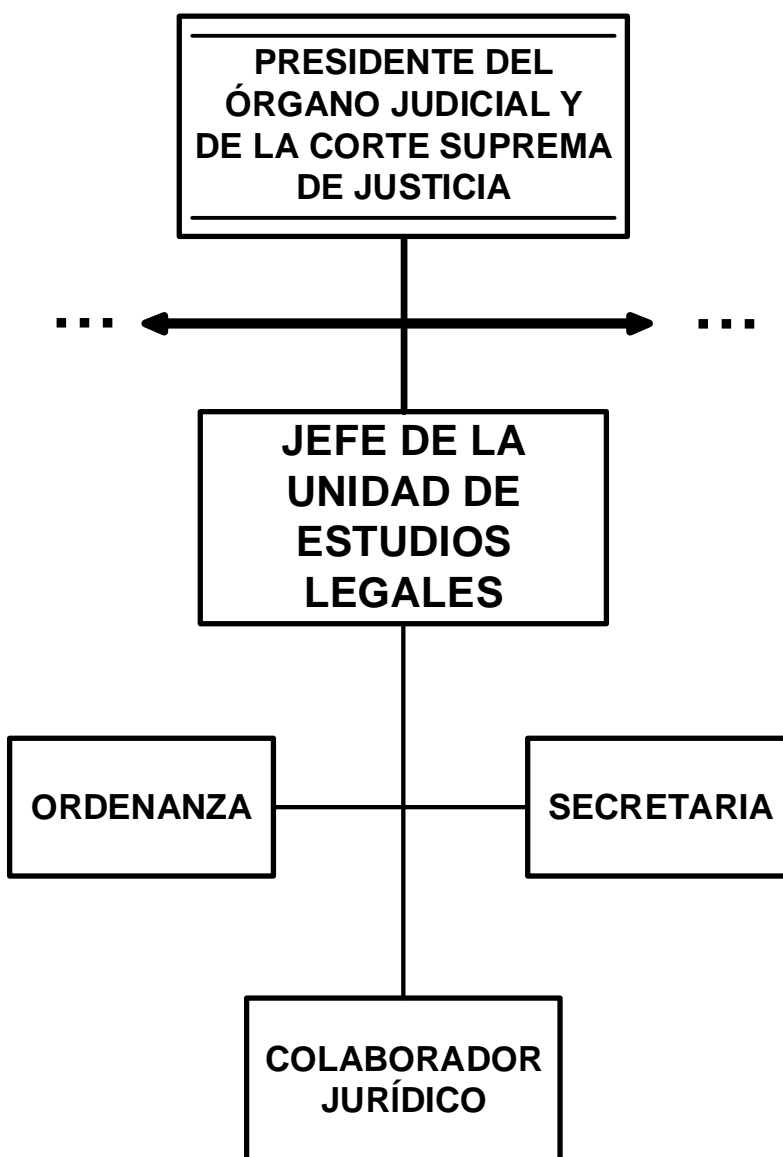 PRESIDENTE DEL
ÓRGANO JUDICIAL Y
DE LA CORTE SUPREMA
DE JUSTICIA
... ...
JEFE DE LA
UNIDAD DE
ESTUDIOS
LEGALES
ORDENANZA
SECRETARIA
COLABORADOR
JURÍDICO